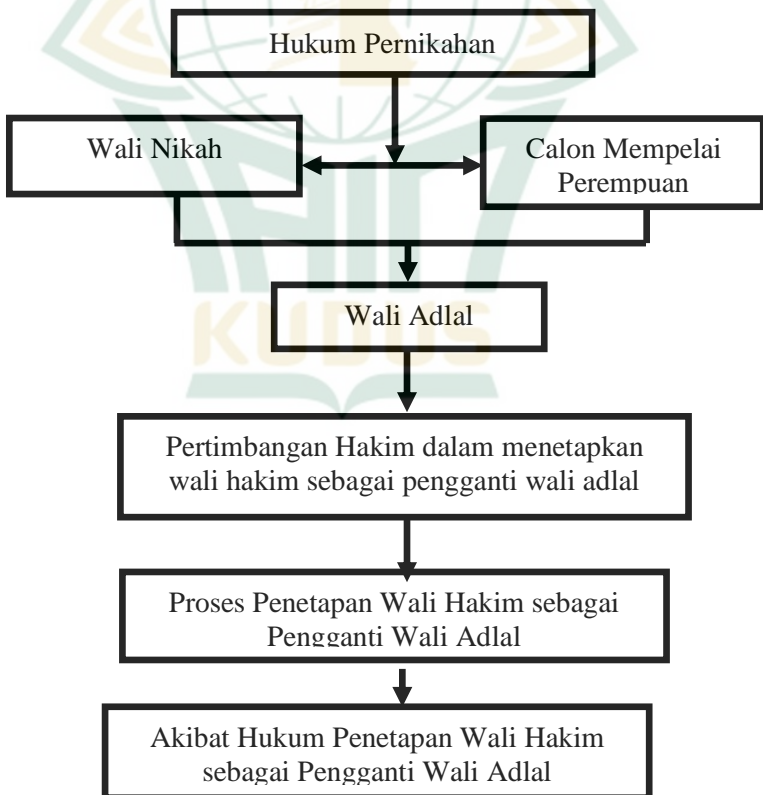 Hukum Pernikahan
Wali Nikah
Calon Mempelai
Perempuan
Wali Adlal
KUDUS
Pertimbangan Hakim dalam menetapkan
wali hakim sebagai pengganti wali adlal
Proses Penetapan Wali Hakim sebagai
Pengganti Wali Adlal
Akibat Hukum Penetapan Wali Hakim
sebagai Pengganti Wali Adlal